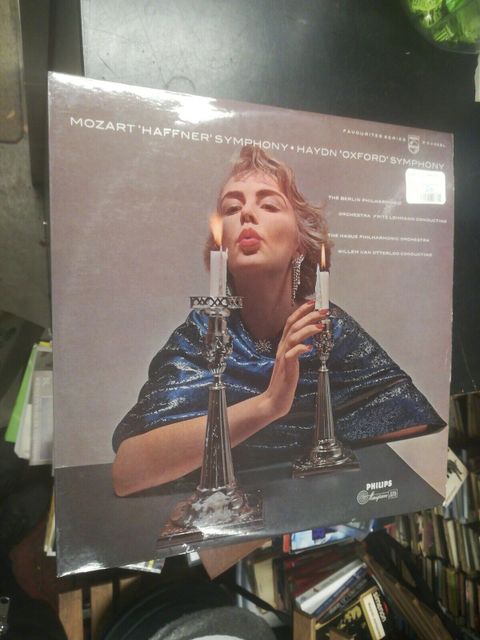 FAVOURITES SERIES
MOZART 'HAFFNER' SYMPHONY • HAYDN 'OXFORD' SYMPHONY
THE BERLIN PHILHARMONIC
ORCHESTRA FRITZ LEHMANN CONDUCTING
THE HAGUE PHILHARMONIC ORCHESTRA
WILLEM VAN OTTERLOO CONDUCTING
PHILIPS